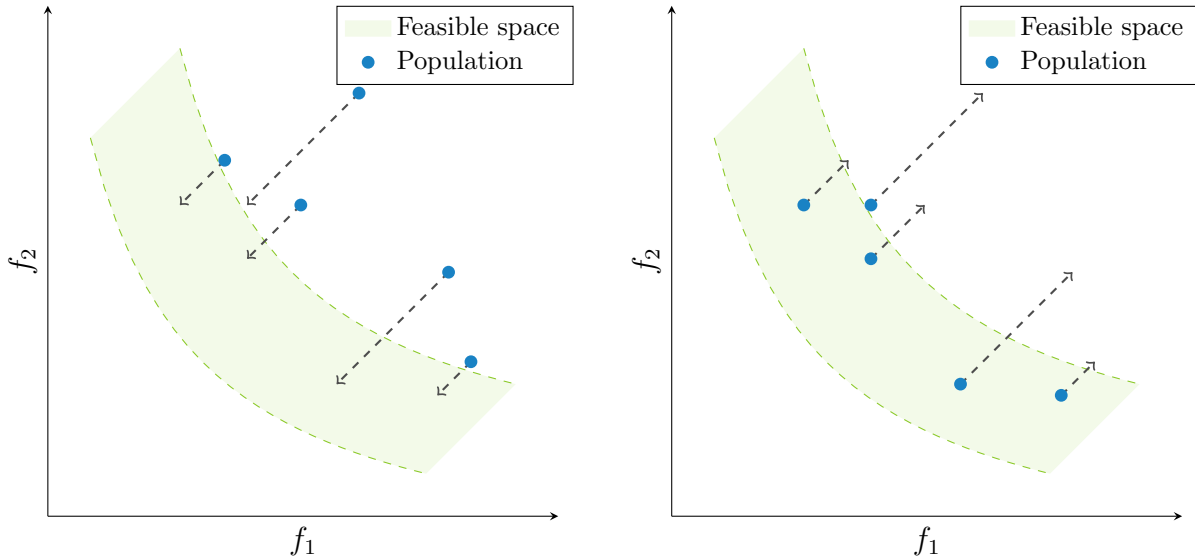 Feasible space
Population
f2
f1
Feasible space
Population
f2
f1